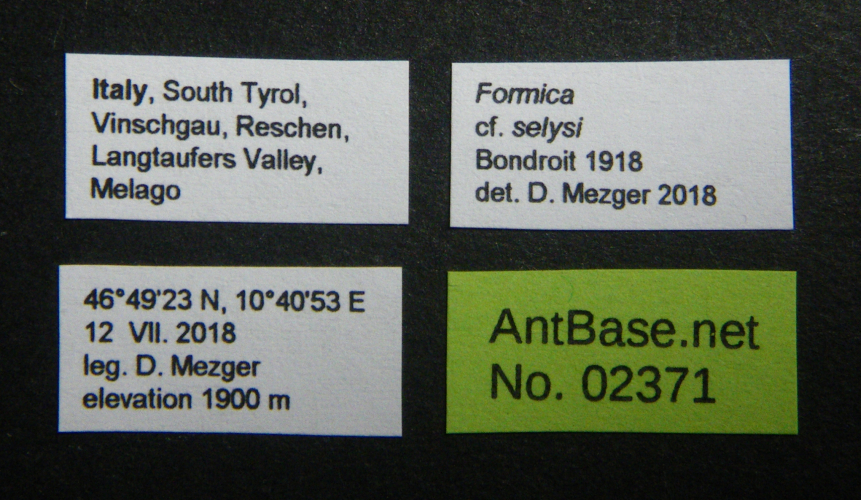 Italy, South Tyrol,
Vinschgau, Reschen,
Langtaufers Valley,
Melago
Formica
cf. selysi
Bondroit 1918
det. D. Mezger 2018
46°49'23 N, 10°40'53 E
12 VII. 2018
leg. D. Mezger
elevation 1900 m
AntBase.net
No. 02371